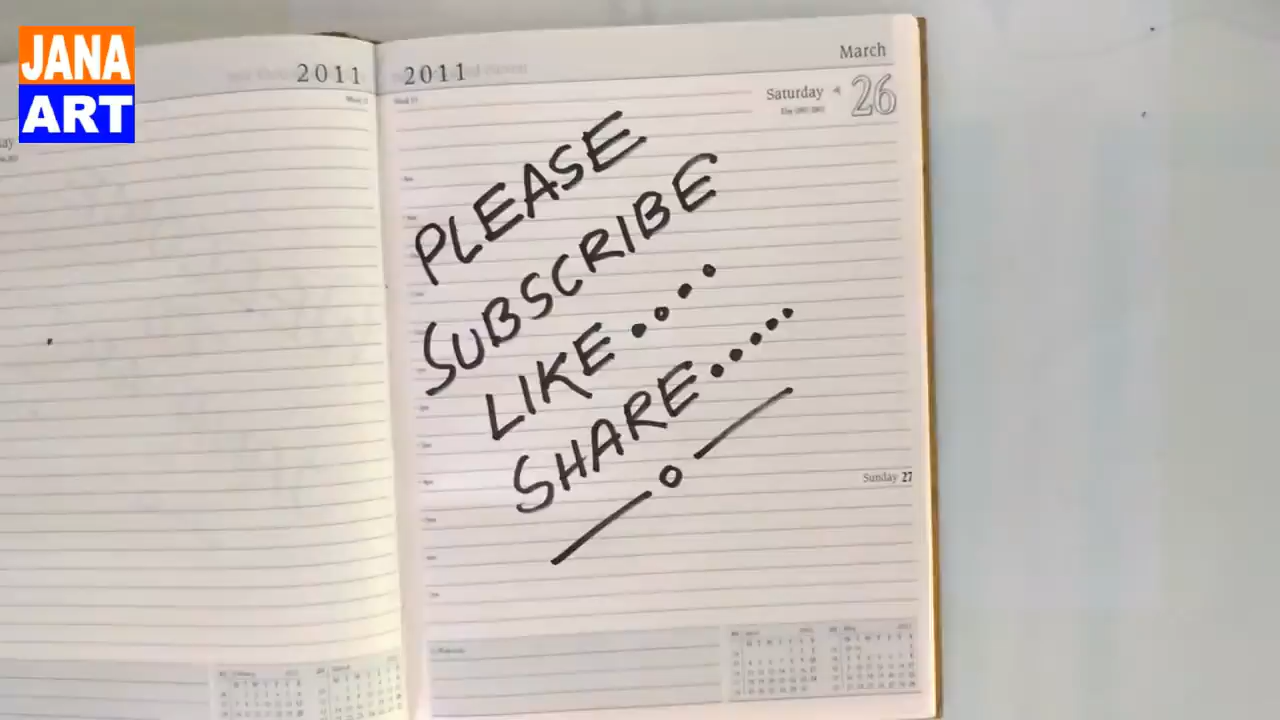 JANA
ART
2011
2011
March
Saturday
26
PLEASE
SUBSCRIBE
LIKE....
SHARE.....
Sunday 27